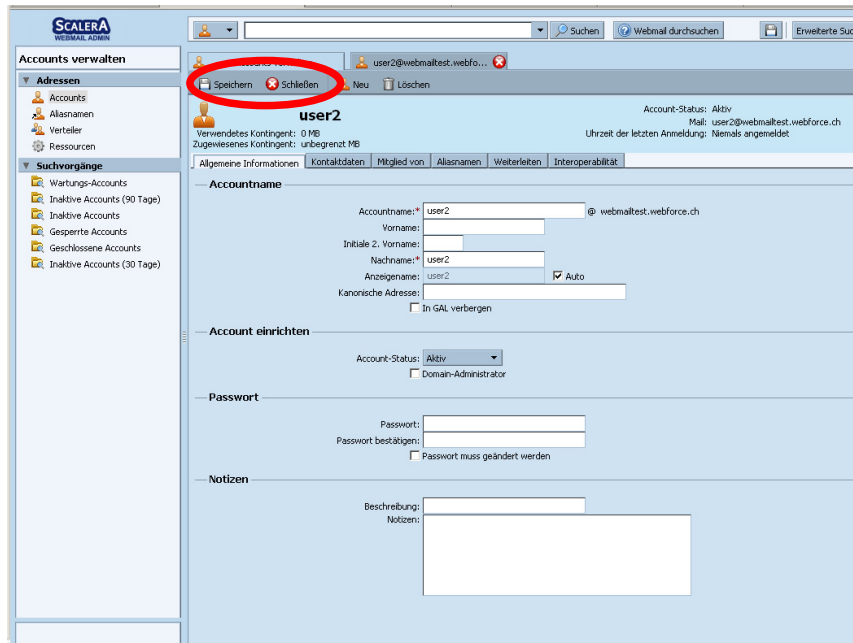 SCALERA
WEBMAIL ADMIN
Suchen
Webmail durchsuchen
Erweiterte Suc
Accounts verwalten
user2@webmailtest.webfo...
Speichern
Schließen
Neu
Löschen
Adressen
Accounts
Aliasnamen
Verteiler
Ressourcen
Suchvorgänge
Wartungs-Accounts
Inaktive Accounts (90 Tage)
Inaktive Accounts
Gesperrte Accounts
Geschlossene Accounts
Inaktive Accounts (30 Tage)
user2
Verwendetes Kontingent: 0 MB
Zugewiesenes Kontingent: unbegrenzt MB
Account-Status: Aktiv
Mail: user2@webmailtest.webforce.ch
Uhrzeit der letzten Anmeldung: Niemals angemeldet
Allgemeine Informationen
Kontaktdaten
Mitglied von
Aliasnamen
Weiterleiten
Interoperabilität
Accountname
Accountname:* user2 @ webmailtest.webforce.ch
Vorname:
Initiale 2. Vorname:
Nachname:* user2
Anzeigename: user2 Auto
Kanonische Adresse:
In GAL verbergen
Account einrichten
Account-Status: Aktiv
Domain-Administrator
Passwort
Passwort:
Passwort bestätigen:
Passwort muss geändert werden
Notizen
Beschreibung:
Notizen: